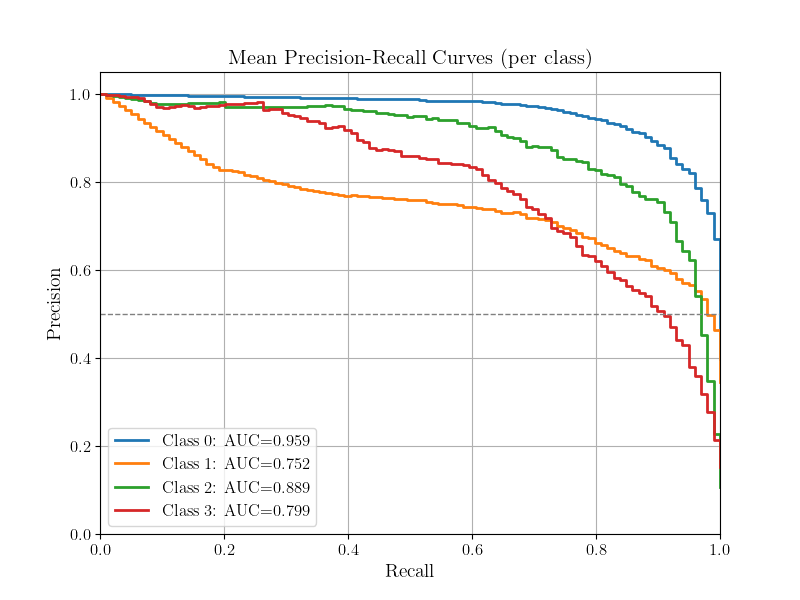 Mean Precision-Recall Curves (per class)
1.0
0.8
0.6
0.4
0.2
0.0
Precision
Class 0: AUC=0.959
Class 1: AUC=0.752
Class 2: AUC=0.889
Class 3: AUC=0.799
0.0 0.2 0.4 0.6 0.8 1.0
Recall